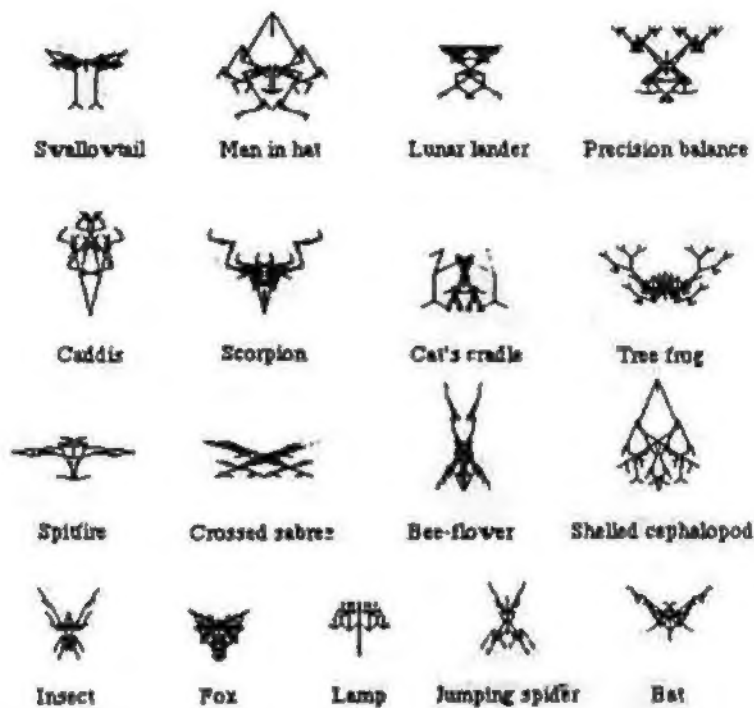 Swallowtail Man in hat Lunar lander Precision balance
Caddis Scorpion Cat's cradle Tree frog
Spitfire Crossed sabres Bee-flower Shelled cephalopod
Insect Fox Lamp Jumping spider Bat